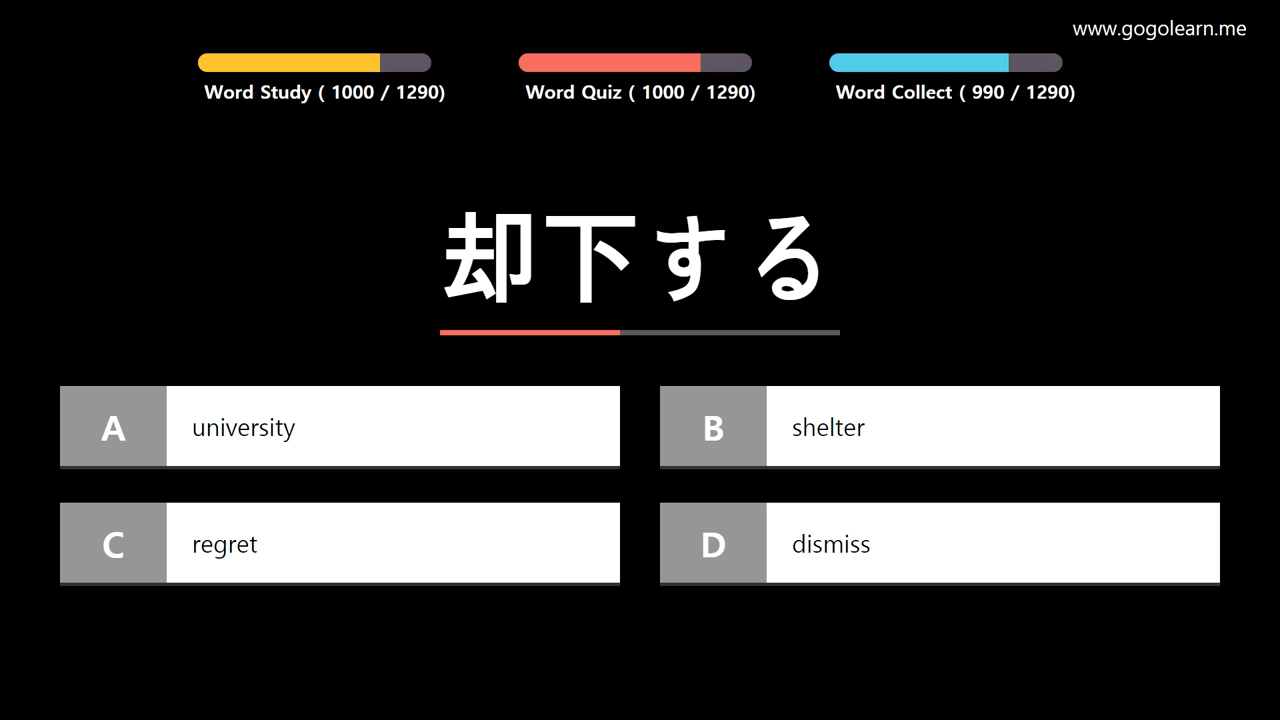 www.gogolearn.me
Word Study ( 1000 / 1290)
Word Quiz ( 1000 / 1290)
Word Collect ( 990 / 1290)
却下する
A university
B shelter
C regret
D dismiss